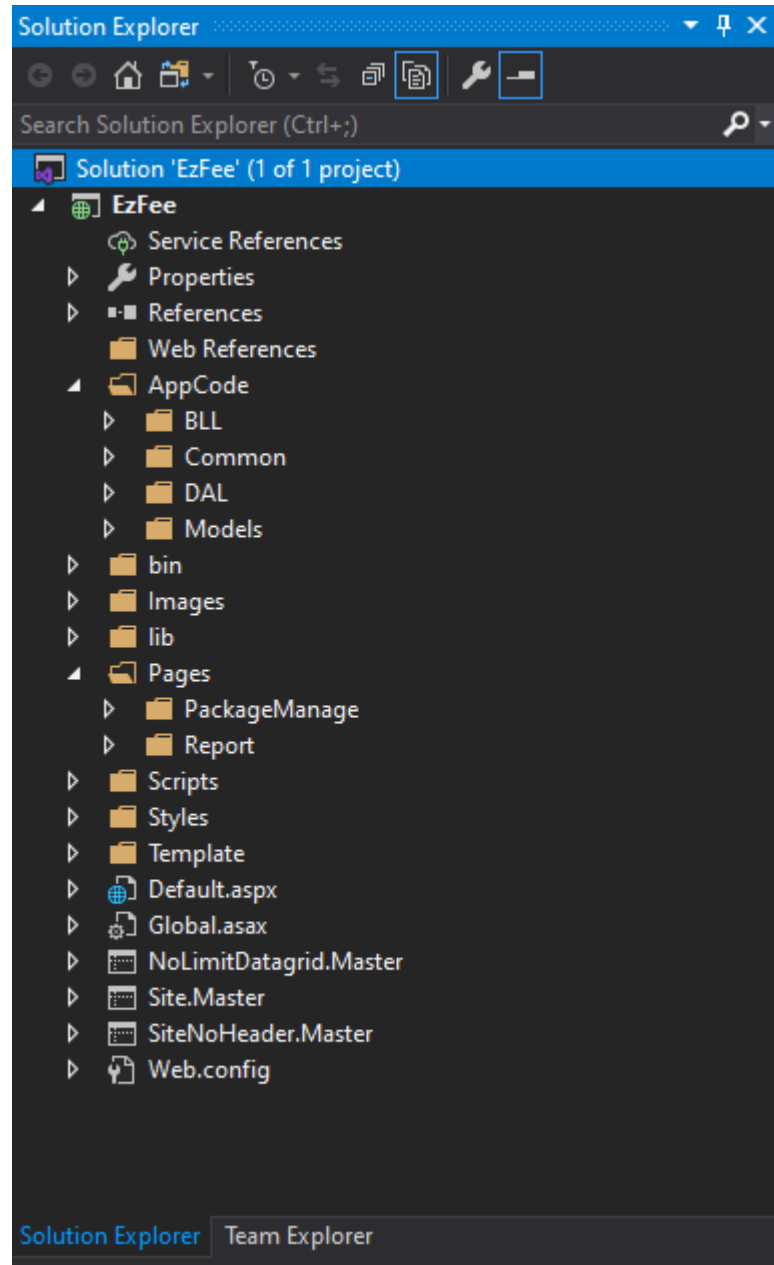 Solution Explorer
Search Solution Explorer (Ctrl+;)
Solution 'EzFee' (1 of 1 project)
EzFee
Service References
Properties
References
Web References
AppCode
BLL
Common
DAL
Models
bin
Images
lib
Pages
PackageManage
Report
Scripts
Styles
Template
Default.aspx
Global.asax
NoLimitDatagrid.Master
Site.Master
SiteNoHeader.Master
Web.config
Solution Explorer Team Explorer